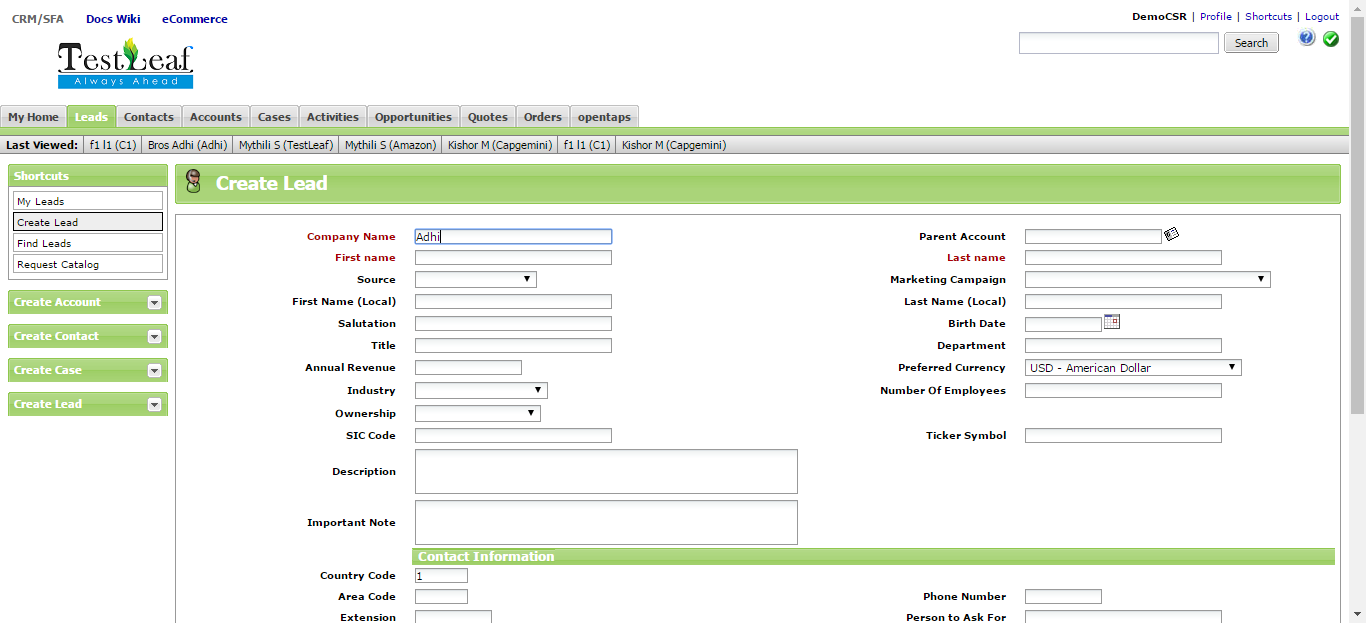 CRM/SFA Docs Wiki eCommerce
DemoCSR | Profile | Shortcuts | Logout
TestLeaf
Always Ahead
Search
My Home Leads Contacts Accounts Cases Activities Opportunities Quotes Orders opentaps
Last Viewed: f1 l1 (C1) Bros Adhi (Adhi) Mythili S (TestLeaf) Mythili S (Amazon) Kishor M (Capgemini) f1 l1 (C1) Kishor M (Capgemini)
Shortcuts
My Leads
Create Lead
Find Leads
Request Catalog
Create Account
Create Contact
Create Case
Create Lead
Create Lead
Company Name Adhi Parent Account
First name Last name
Source Marketing Campaign
First Name (Local) Last Name (Local)
Salutation Birth Date
Title Department
Annual Revenue Preferred Currency USD - American Dollar
Industry Number Of Employees
Ownership
SIC Code Ticker Symbol
Description
Important Note
Contact Information
Country Code 1
Area Code Phone Number
Extension Person to Ask For